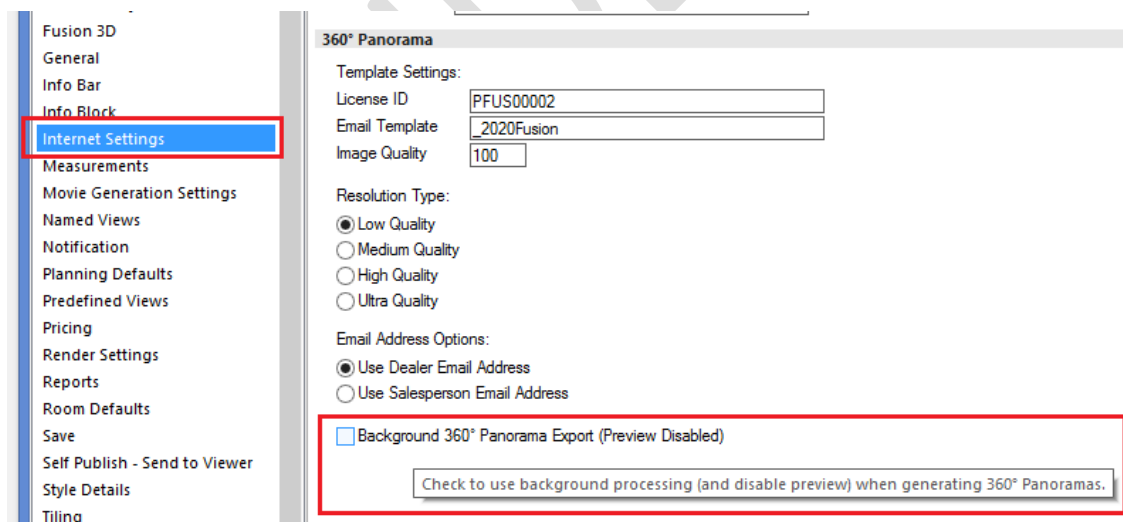 Fusion 3D
General
Info Bar
Info Block
Internet Settings
Measurements
Movie Generation Settings
Named Views
Notification
Planning Defaults
Predefined Views
Pricing
Render Settings
Reports
Room Defaults
Save
Self Publish - Send to Viewer
Style Details
Tiling
360° Panorama
Template Settings:
License ID PFUS00002
Email Template _2020Fusion
Image Quality 100
Resolution Type:
Low Quality
Medium Quality
High Quality
Ultra Quality
Email Address Options:
Use Dealer Email Address
Use Salesperson Email Address
Background 360° Panorama Export (Preview Disabled)
Check to use background processing (and disable preview) when generating 360° Panoramas.